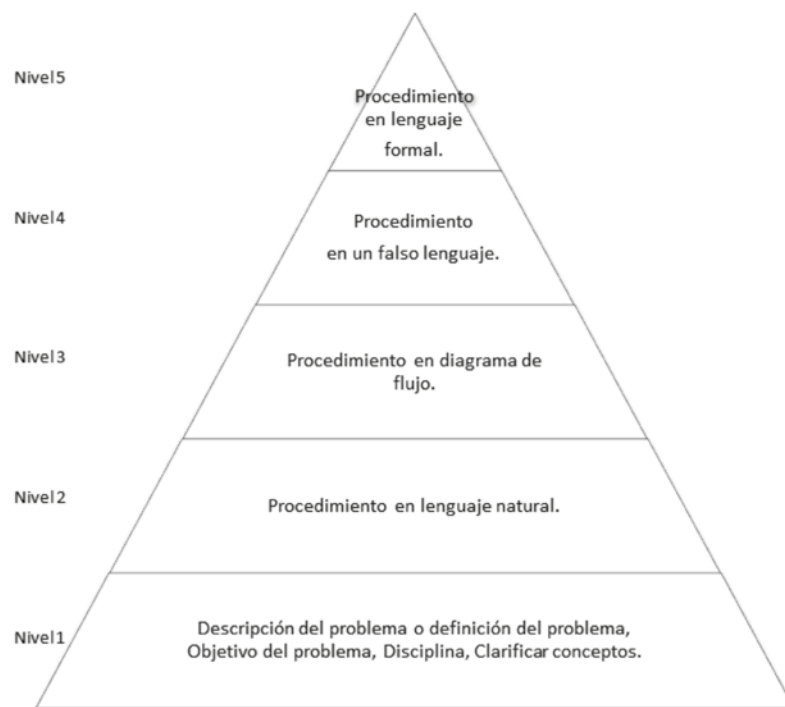 Nivel5
Procedimiento
en lenguaje
formal.
Nivel4
Procedimiento
en un falso lenguaje.
Nivel3
Procedimiento en diagrama de
flujo.
Nivel2
Procedimiento en lenguaje natural.
Nivel1
Descripción del problema o definición del problema,
Objetivo del problema, Disciplina, Clarificar conceptos.